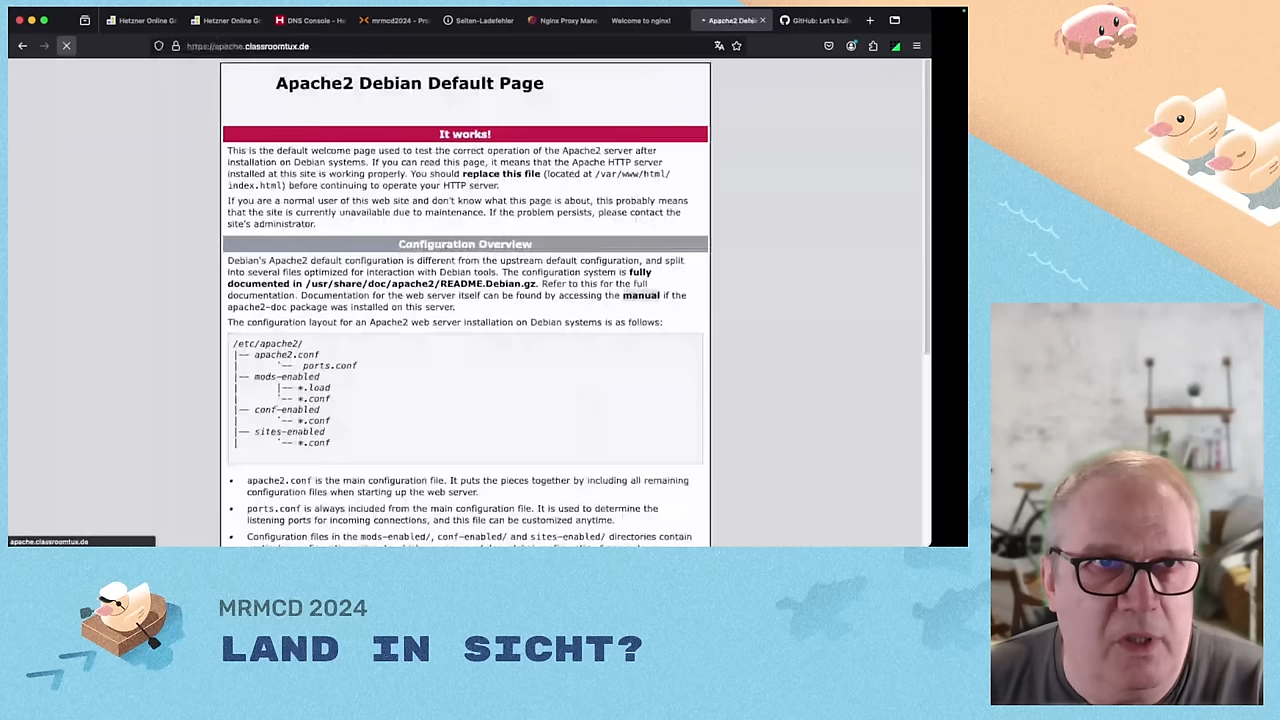 Hetzner Online G
Hetzner Online G
DNS Console - H
mrmcd2024 - Pro
Seiten-Ladefehler
Nginx Proxy Man
Welcome to nginx!
Apache2 Debi
GitHub: Let's buil
https://apache.classroomtux.de
Apache2 Debian Default Page
It works!
This is the default welcome page used to test the correct operation of the Apache2 server after
installation on Debian systems. If you can read this page, it means that the Apache HTTP server
installed at this site is working properly. You should replace this file (located at /var/www/html/
index.html) before continuing to operate your HTTP server.
If you are a normal user of this web site and don't know what this page is about, this probably means
that the site is currently unavailable due to maintenance. If the problem persists, please contact the
site's administrator.
Configuration Overview
Debian's Apache2 default configuration is different from the upstream default configuration, and split
into several files optimized for interaction with Debian tools. The configuration system is fully
documented in /usr/share/doc/apache2/README.Debian.gz. Refer to this for the full
documentation. Documentation for the web server itself can be found by accessing the manual if the
apache2-doc package was installed on this server.
The configuration layout for an Apache2 web server installation on Debian systems is as follows:
/etc/apache2/
|-- apache2.conf
|       `--  ports.conf
|-- mods-enabled
|       |-- *.load
|       `-- *.conf
|-- conf-enabled
|       `-- *.conf
|-- sites-enabled
|       `-- *.conf
• apache2.conf is the main configuration file. It puts the pieces together by including all remaining
configuration files when starting up the web server.
• ports.conf is always included from the main configuration file. It is used to determine the
listening ports for incoming connections, and this file can be customized anytime.
• Configuration files in the mods-enabled/, conf-enabled/ and sites-enabled/ directories contain
apache.classroomtux.de
MRMCD 2024
LAND IN SICHT?